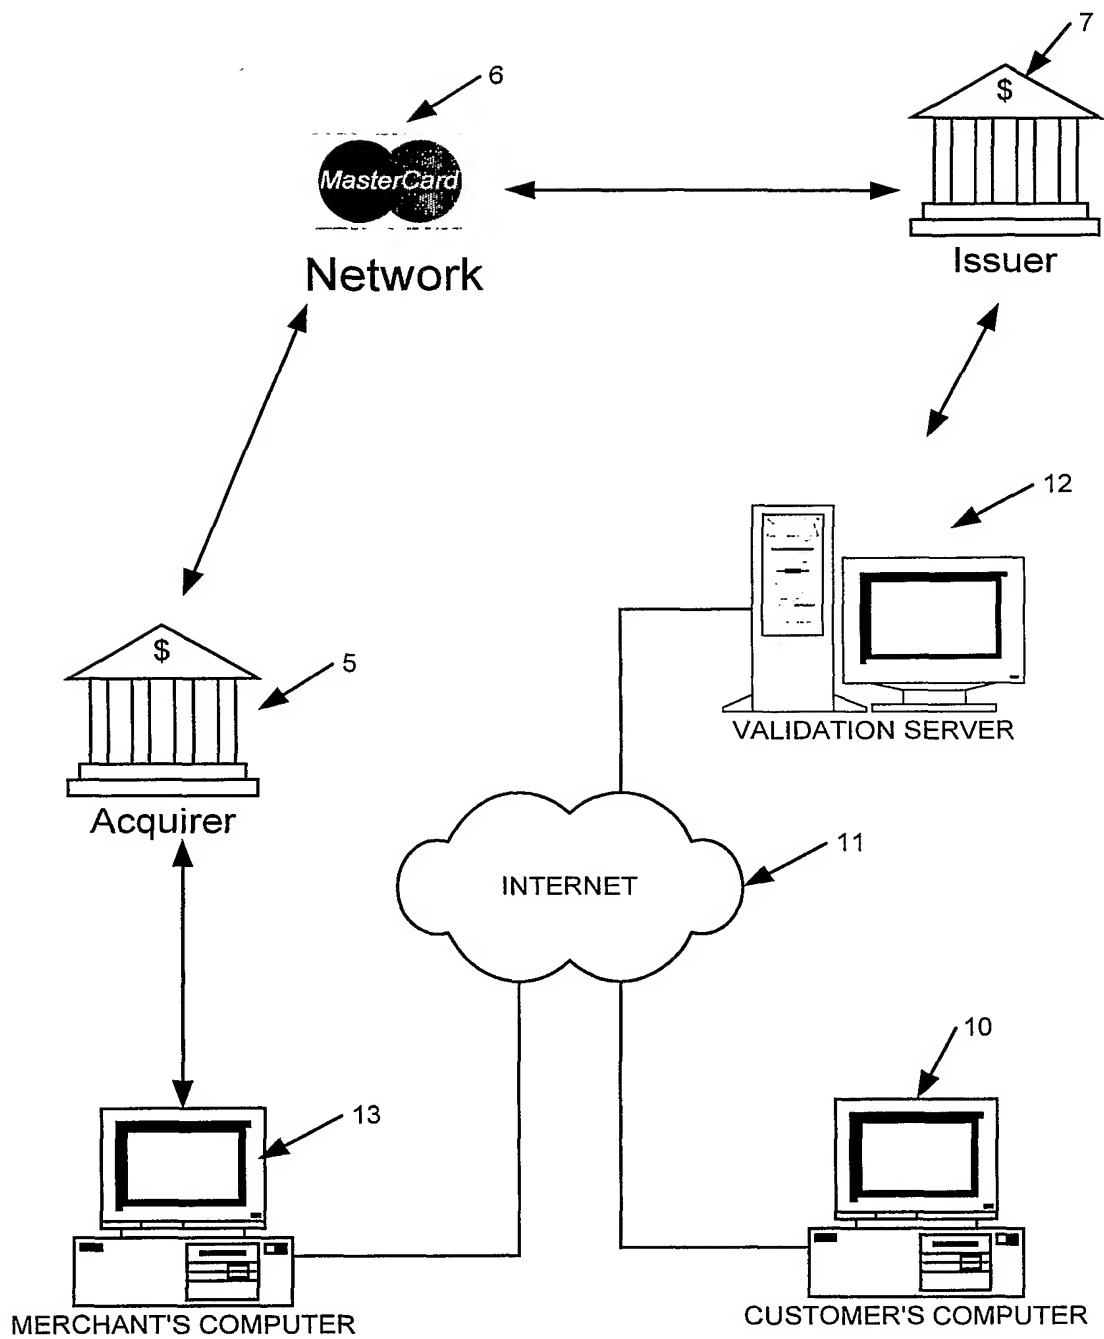 7
6
$
MasterCard
Network
Issuer
12
$
5
VALIDATION SERVER
Acquirer
11
INTERNET
10
13
MERCHANT'S COMPUTER
CUSTOMER'S COMPUTER